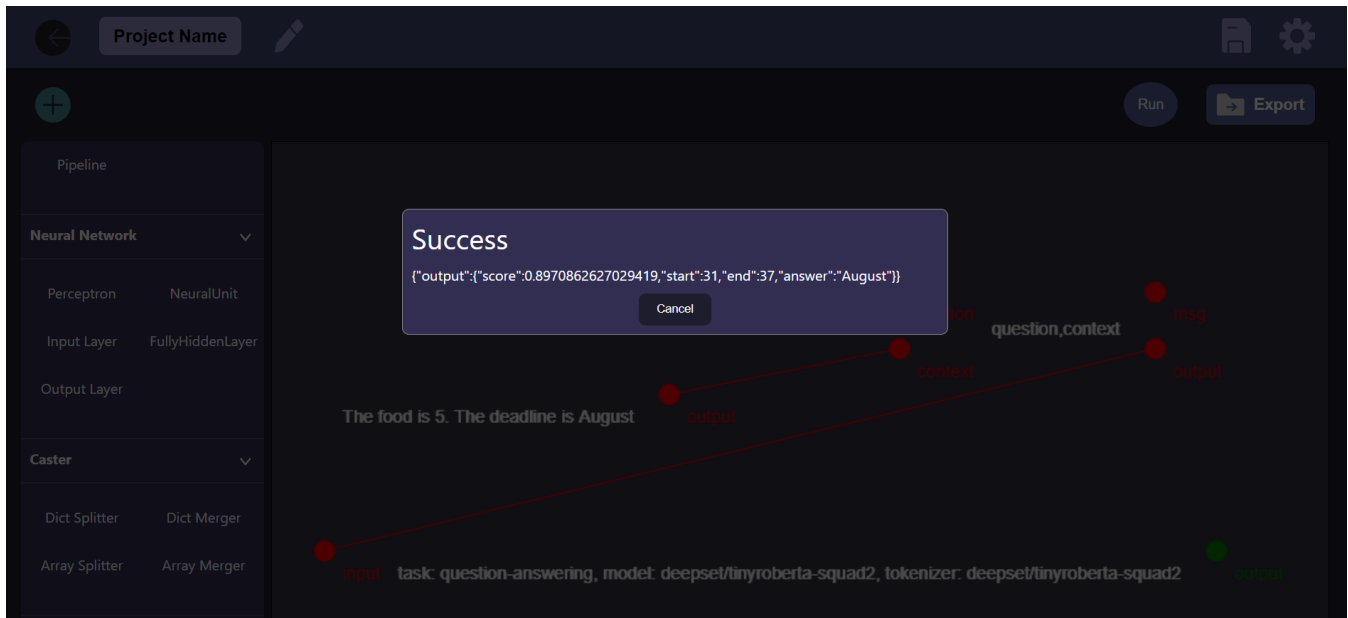 Project Name
Run
Export
Pipeline
Neural Network
Perceptron NeuralUnit
Input Layer FullyHiddenLayer
Output Layer
Caster
Dict Splitter Dict Merger
Array Splitter Array Merger
Success
{"output":{"score":0.8970862627029419,"start":31,"end":37,"answer":"August"}}
Cancel
msg
question,context
context
output
The food is 5. The deadline is August
output
input
task: question-answering, model: deepset/tinyroberta-squad2, tokenizer: deepset/tinyroberta-squad2
output